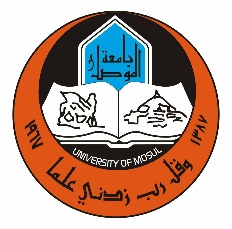 جامعة
الموصل
UNIVERSITY OF MOSUL
١٩٦٧
وقل رب زدني علما
١٣٨٧